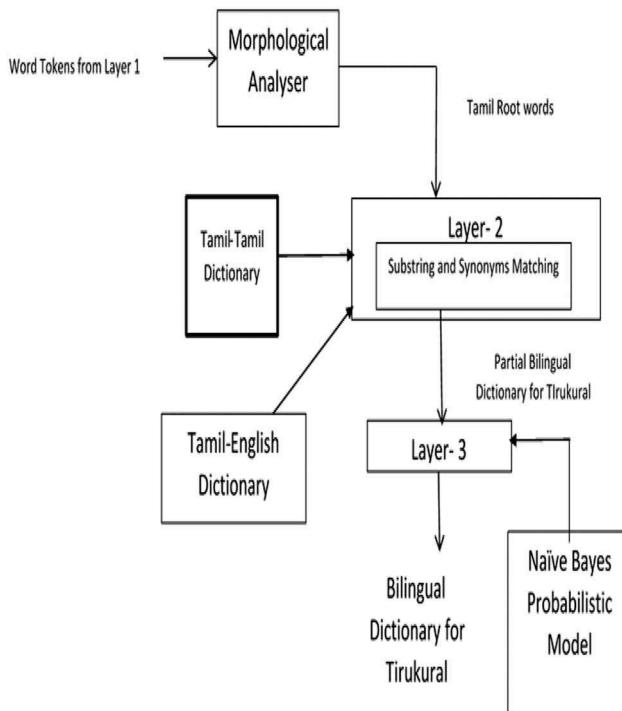 Morphological
Analyser
Word Tokens from Layer 1
Tamil Root words
Layer- 2
Substring and Synonyms Matching
Tamil-Tamil
Dictionary
Partial Bilingual
Dictionary for TIrukural
Tamil-English
Dictionary
Layer- 3
Bilingual
Dictionary for
Tirukural
Naïve Bayes
Probabilistic
Model